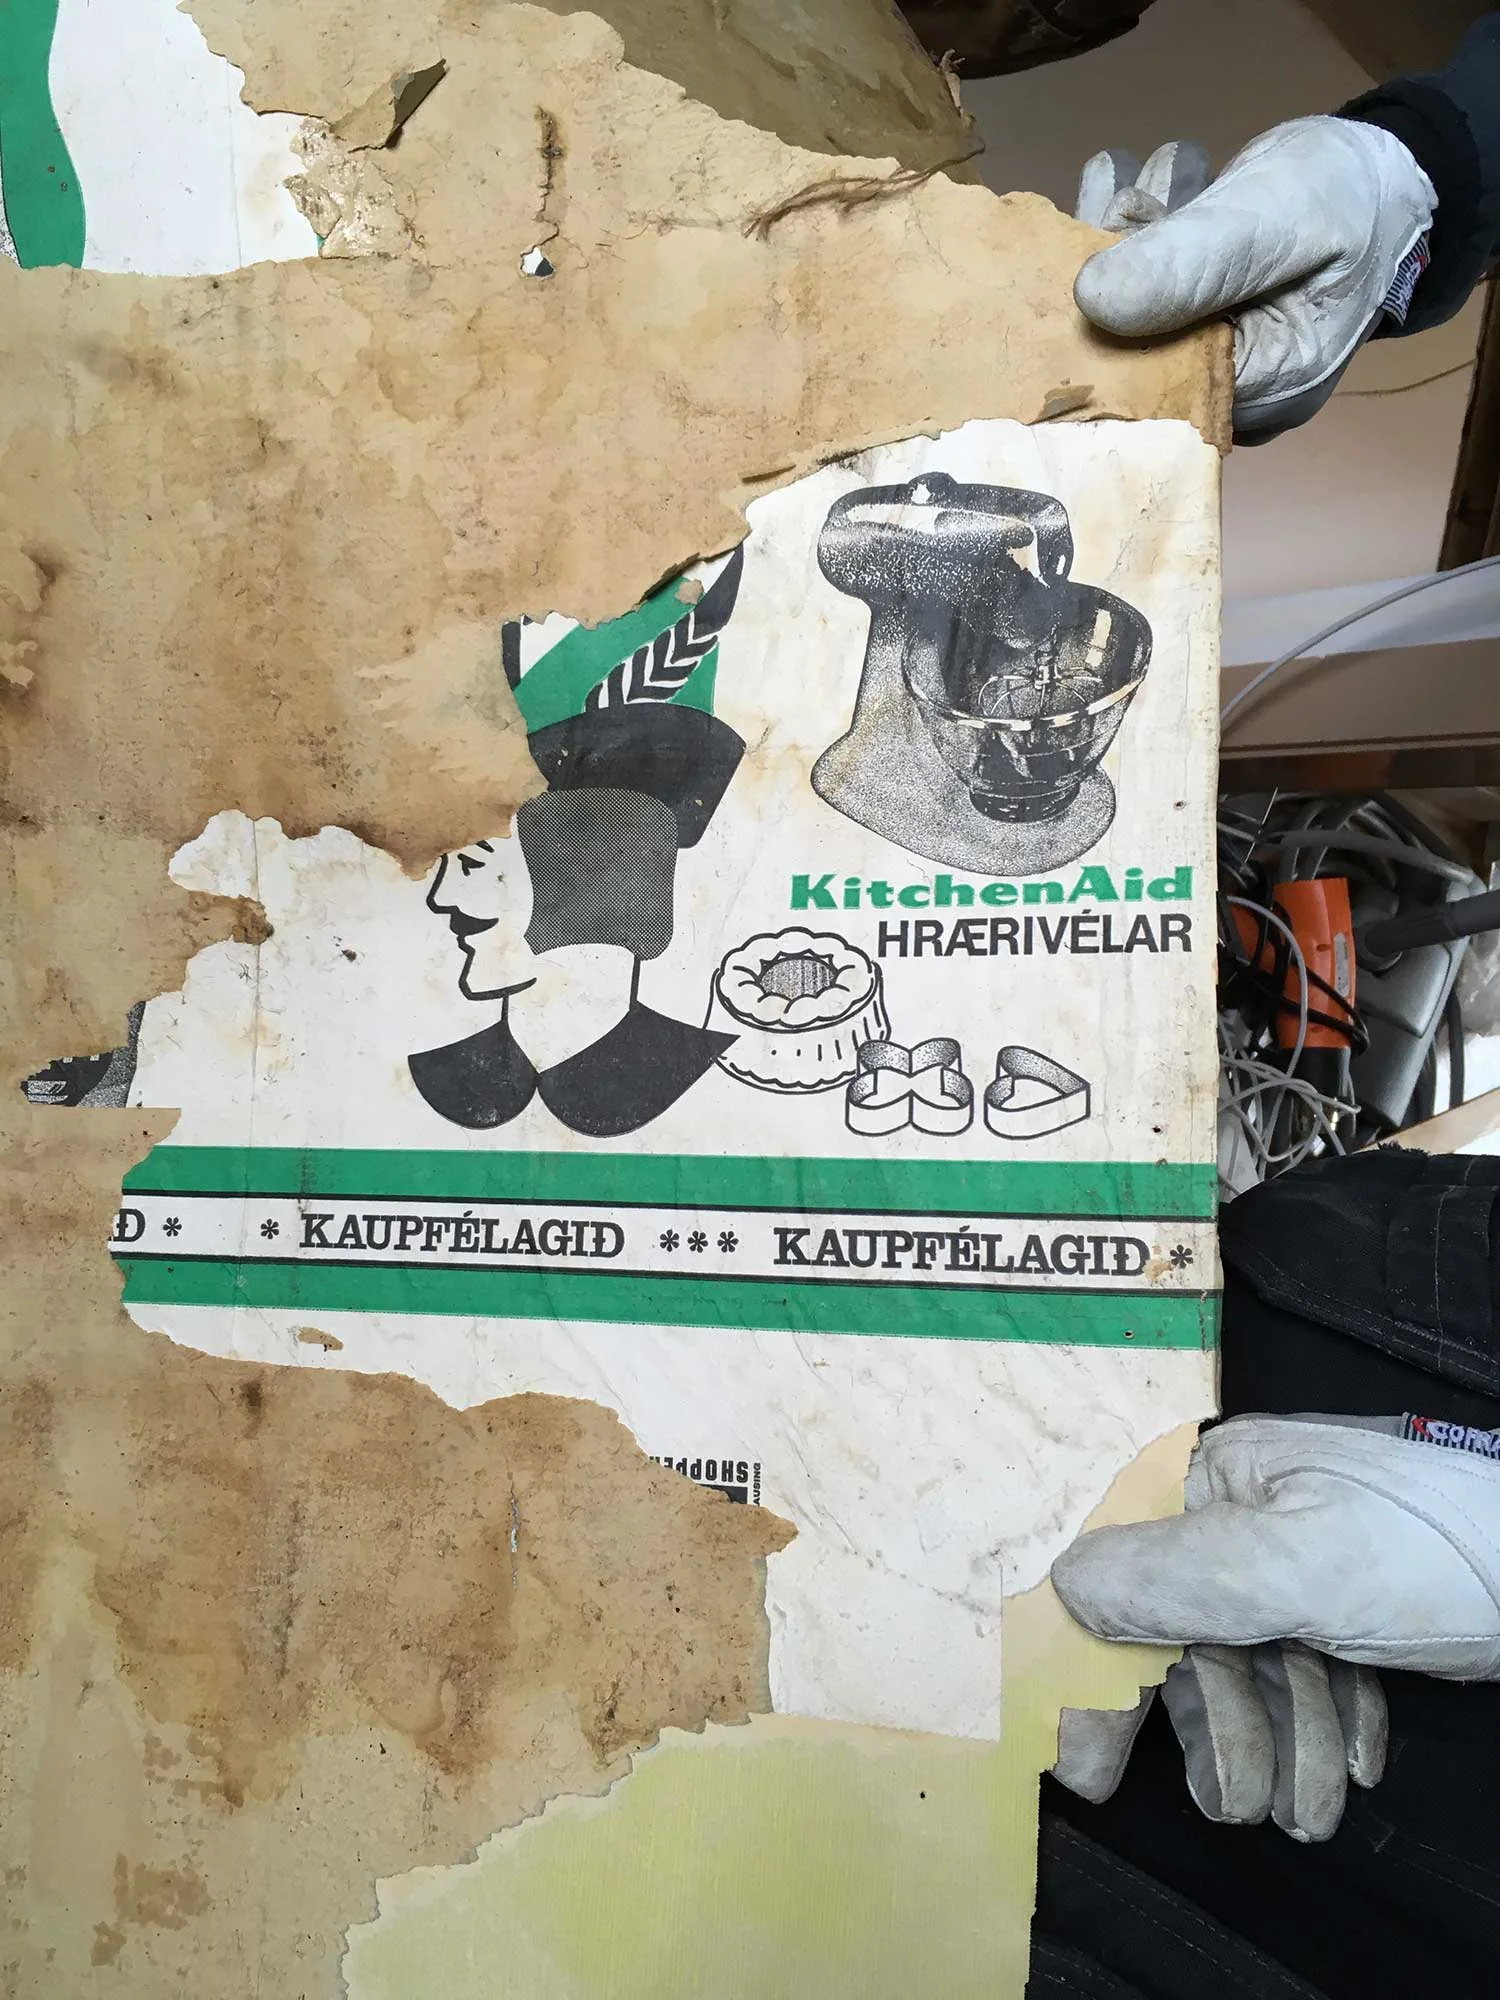 KitchenAid
HRÆRIVÉLAR
Ð * * KAUPFÉLAGIÐ *** KAUPFÉLAGIÐ *